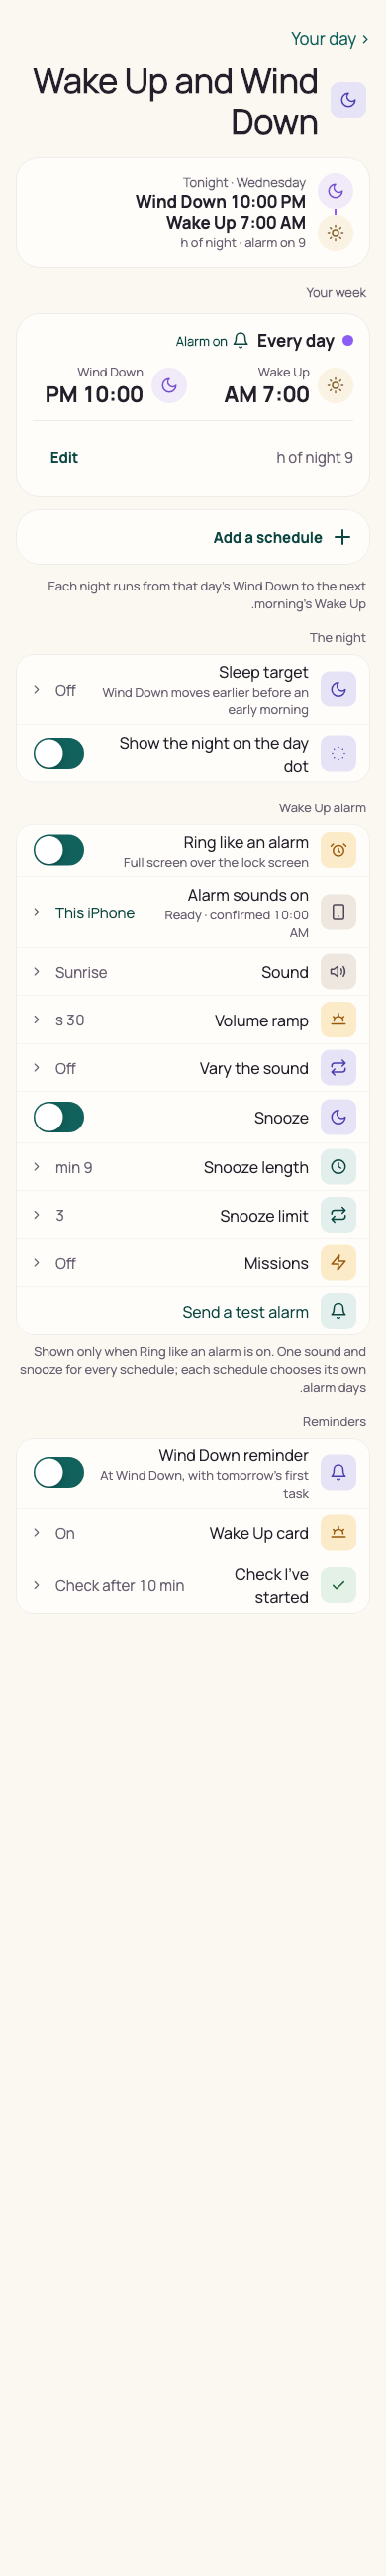 Your day
Wake Up and Wind
Down
Tonight · Wednesday
Wind Down 10:00 PM
Wake Up 7:00 AM
h of night · alarm on 9
Your week
Every day
Alarm on
Wake Up
AM 7:00
Wind Down
PM 10:00
h of night 9
Edit
Add a schedule
Each night runs from that day's Wind Down to the next
.morning's Wake Up
The night
Sleep target
Wind Down moves earlier before an
early morning
Off
Show the night on the day
dot
Wake Up alarm
Ring like an alarm
Full screen over the lock screen
Alarm sounds on
Ready · confirmed 10:00
AM
This iPhone
Sound
Sunrise
Volume ramp
s 30
Vary the sound
Off
Snooze
Snooze length
min 9
Snooze limit
3
Missions
Off
Send a test alarm
Shown only when Ring like an alarm is on. One sound and
snooze for every schedule; each schedule chooses its own
.alarm days
Reminders
Wind Down reminder
At Wind Down, with tomorrow's first
task
Wake Up card
On
Check I've
started
Check after 10 min